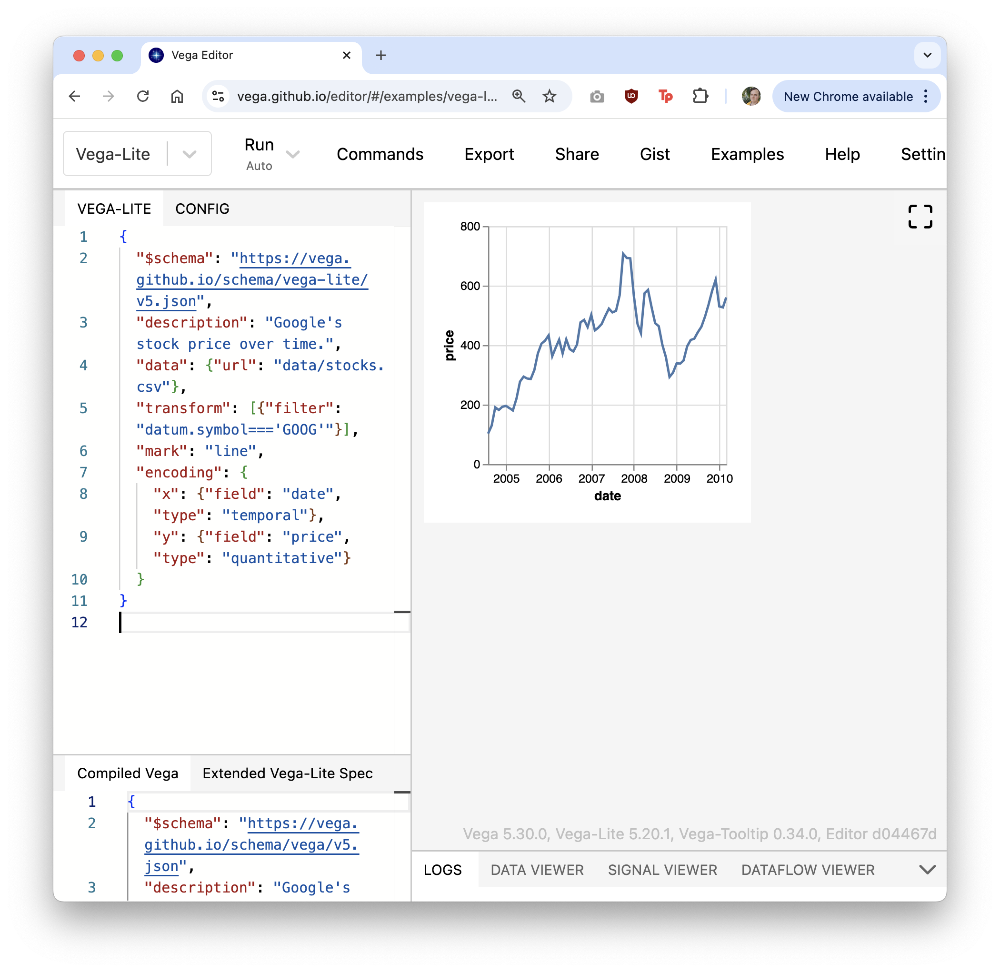 Vega Editor
vega.github.io/editor/#/examples/vega-l...
Tp
New Chrome available
Vega-Lite
Run
Auto
Commands
Export
Share
Gist
Examples
Help
Settin
VEGA-LITE
CONFIG
1 {
2 "$schema": "https://vega.
github.io/schema/vega-lite/
v5.json",
3 "description": "Google's
stock price over time.",
4 "data": {"url": "data/stocks.
csv"},
5 "transform": [{"filter":
"datum.symbol==='GOOG'"}],
6 "mark": "line",
7 "encoding": {
8 "x": {"field": "date",
"type": "temporal"},
9 "y": {"field": "price",
"type": "quantitative"}
10 }
11 }
12
Compiled Vega
Extended Vega-Lite Spec
1 {
2 "$schema": "https://vega.
github.io/schema/vega/v5.
json",
3 "description": "Google's
800
600
400
200
0
price
2005 2006 2007 2008 2009 2010
date
Vega 5.30.0, Vega-Lite 5.20.1, Vega-Tooltip 0.34.0, Editor d04467d
LOGS
DATA VIEWER
SIGNAL VIEWER
DATAFLOW VIEWER